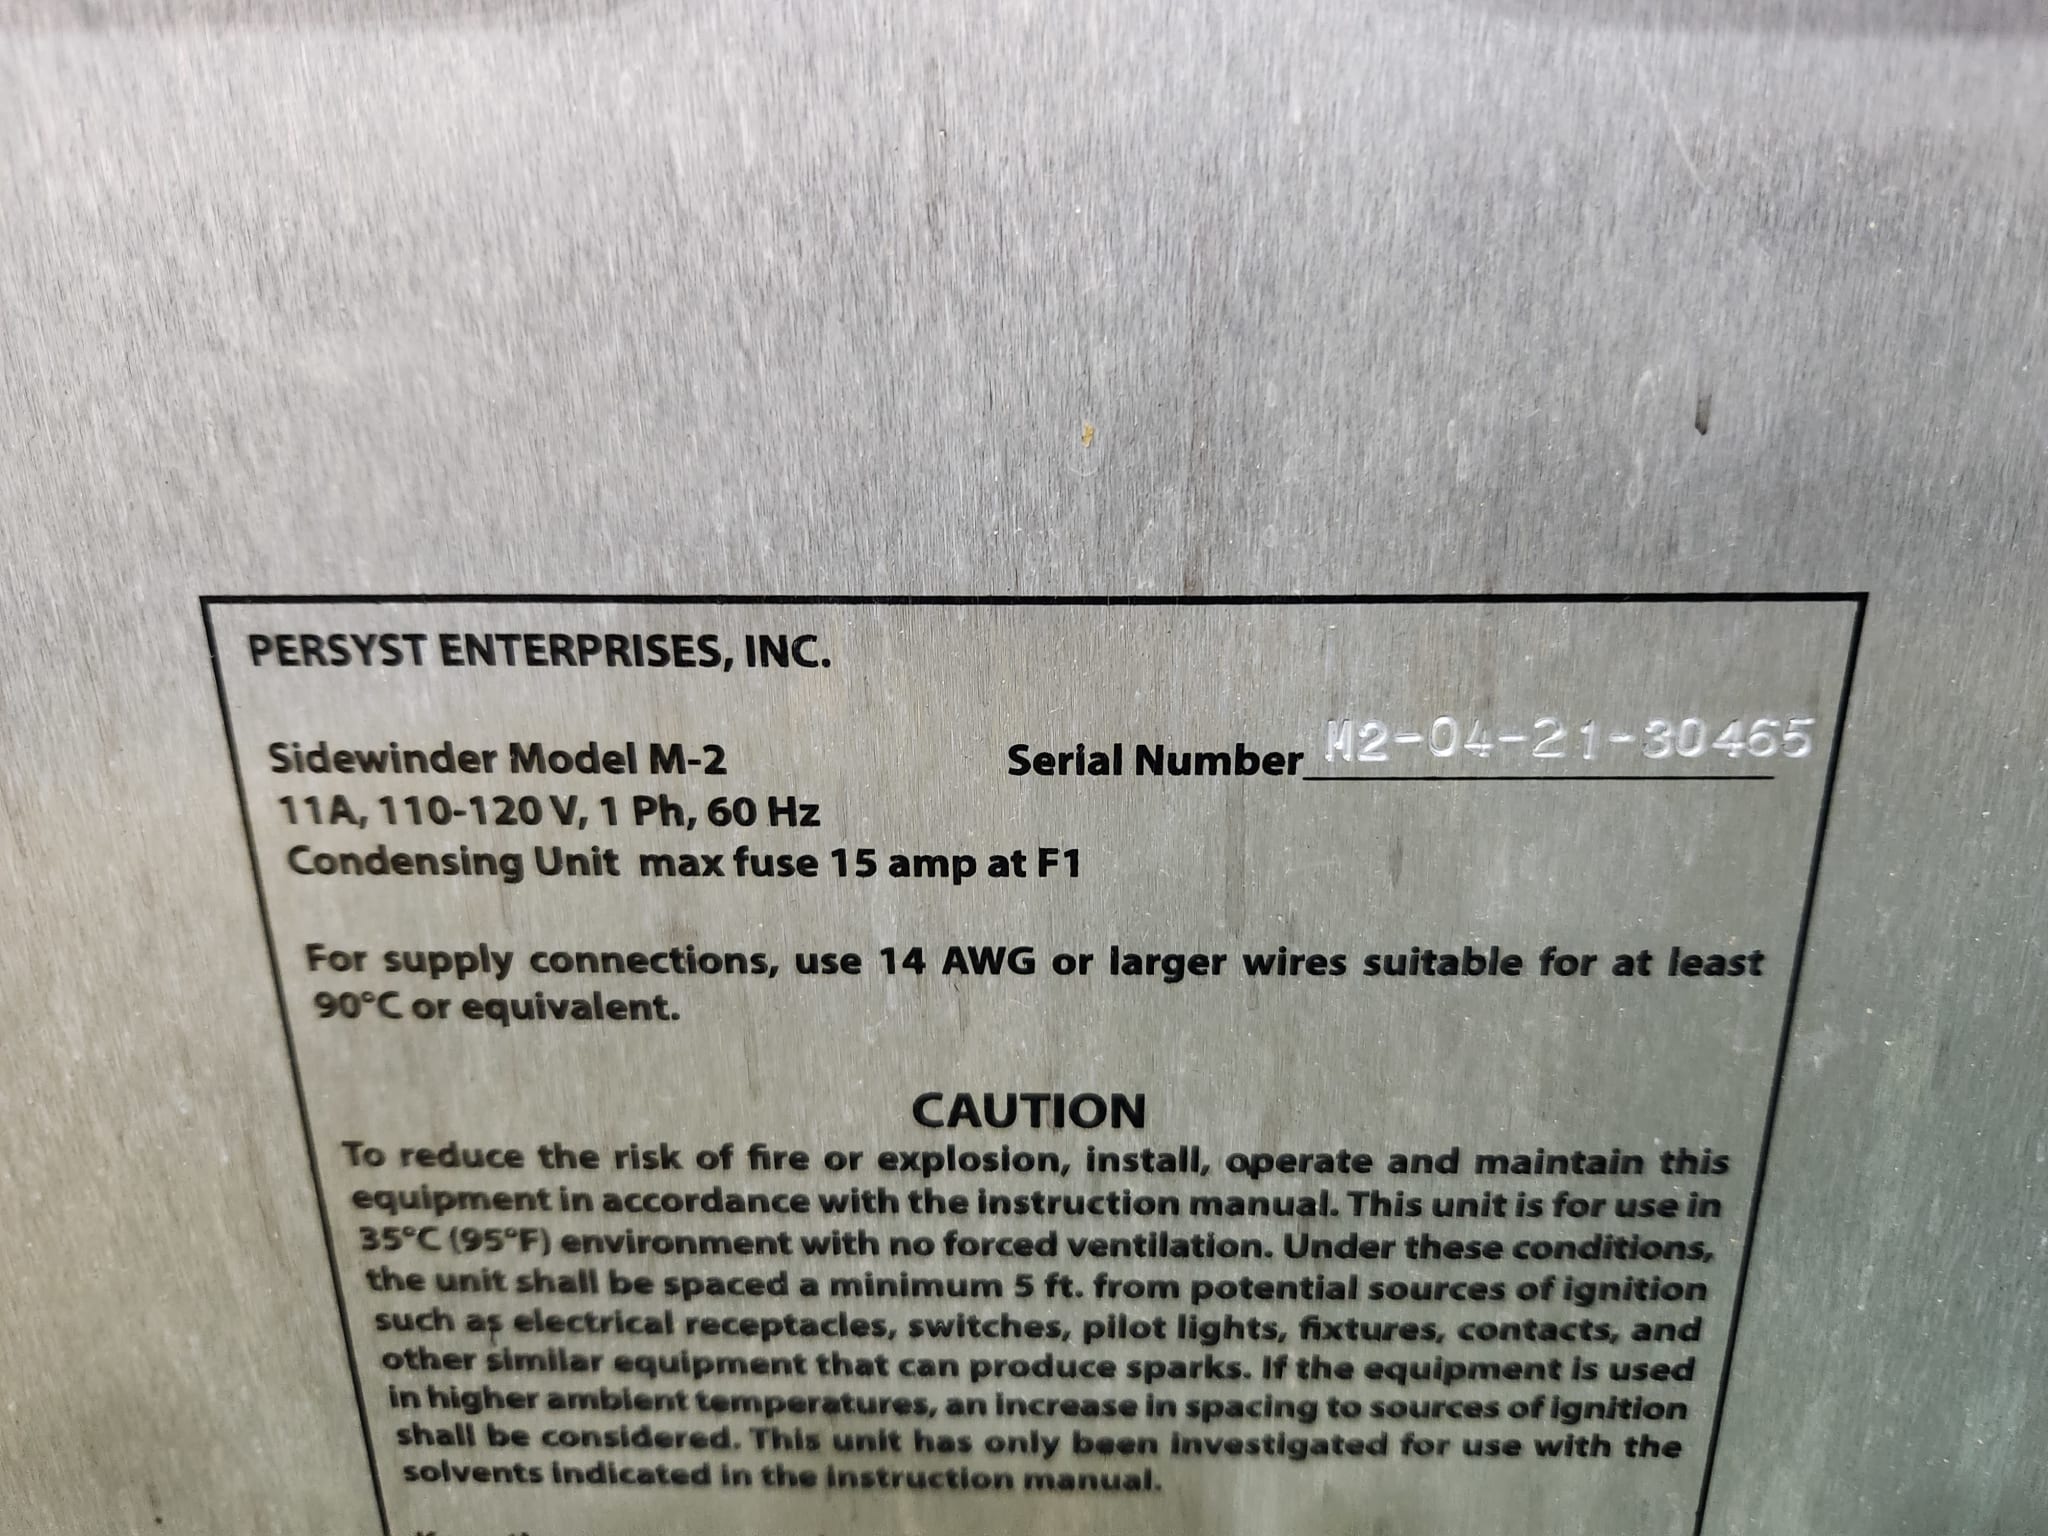 PERSYST ENTERPRISES, INC.
Sidewinder Model M-2
Serial Number M2-04-21-30465
11A, 110-120 V, 1 Ph, 60 Hz
Condensing Unit max fuse 15 amp at F1
For supply connections, use 14 AWG or larger wires suitable for at least
90°C or equivalent.
CAUTION
To reduce the risk of fire or explosion, install, operate and maintain this
equipment in accordance with the instruction manual. This unit is for use in
35°C (95°F) environment with no forced ventilation. Under these conditions,
the unit shall be spaced a minimum 5 ft. from potential sources of ignition
such as electrical receptacles, switches, pilot lights, fixtures, contacts, and
other similar equipment that can produce sparks. If the equipment is used
in higher ambient temperatures, an increase in spacing to sources of ignition
shall be considered. This unit has only been investigated for use with the
solvents indicated in the instruction manual.